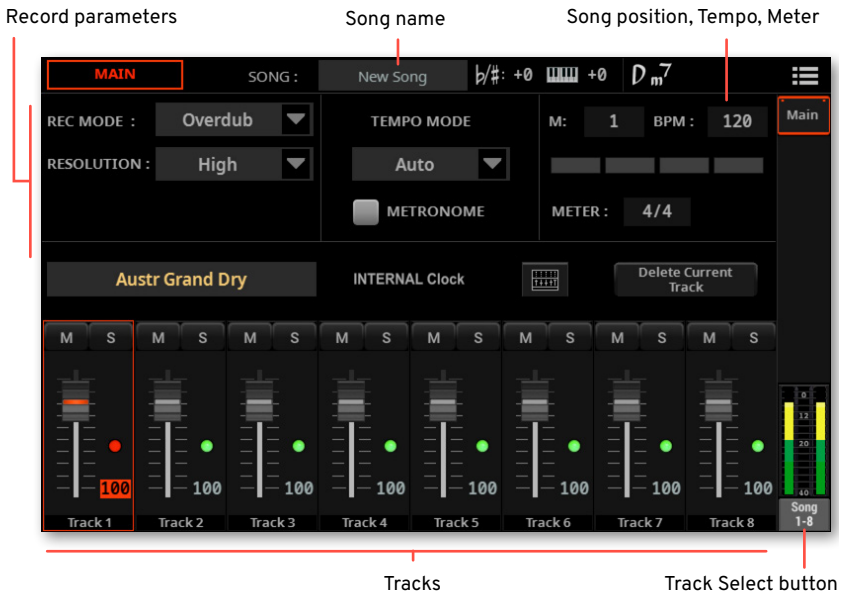 Record parameters
Song name
Song position, Tempo, Meter
MAIN SONG : New Song b/#: +0 +0 D m7
REC MODE : Overdub TEMPO MODE M: 1 BPM : 120 Main
RESOLUTION : High Auto
METRONOME METER : 4/4
Austr Grand Dry INTERNAL Clock Delete Current
Track
M S M S M S M S M S M S M S M S
0
12
20
40
100 100 100 100 100 100 100 100
Track 1 Track 2 Track 3 Track 4 Track 5 Track 6 Track 7 Track 8
Song
1-8
Tracks
Track Select button